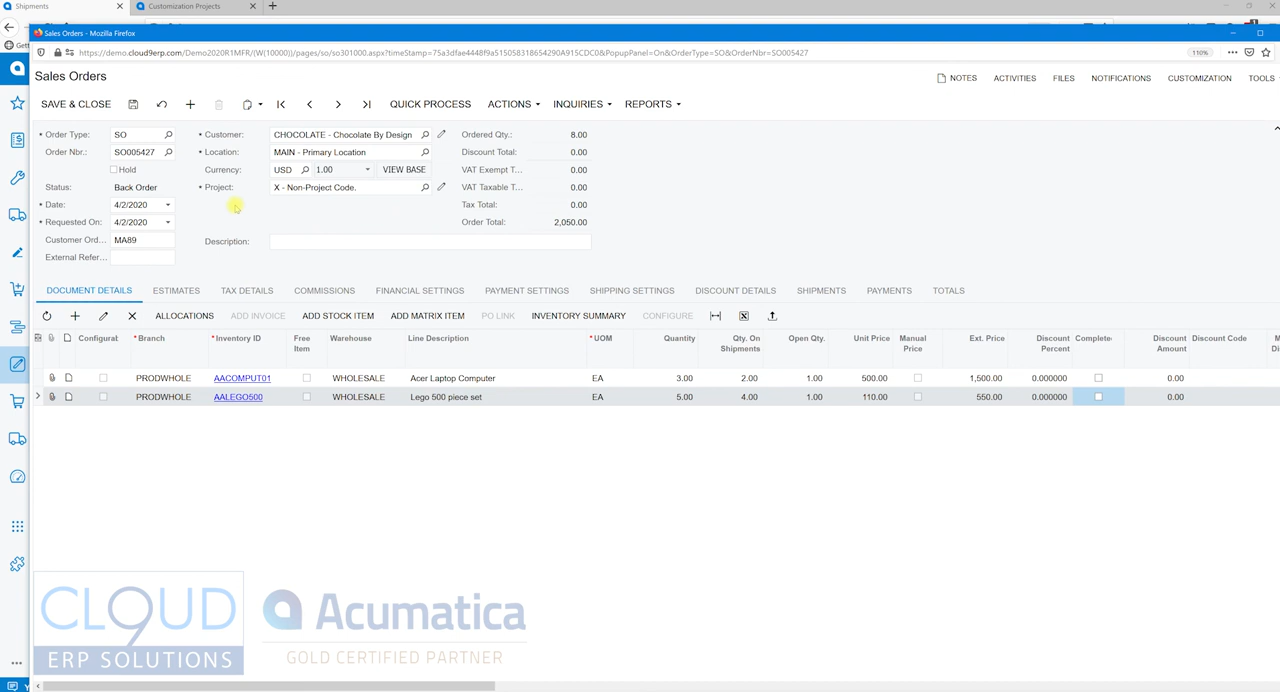 Shipments
Customization Projects
Gett
Sales Orders - Mozilla Firefox
https://demo.cloud9erp.com/Demo2020R1MFR/(W(10000))/pages/so/so301000.aspx?timeStamp=75a3dfae4448f9a515058318654290A915CDC0&PopupPanel=On&OrderType=SO&OrderNbr=SO005427
110%
Sales Orders
NOTES ACTIVITIES FILES NOTIFICATIONS CUSTOMIZATION TOOLS
SAVE & CLOSE QUICK PROCESS ACTIONS INQUIRIES REPORTS
Order Type: SO Customer: CHOCOLATE - Chocolate By Design Ordered Qty.: 8.00
Order Nbr.: SO005427 Location: MAIN - Primary Location Discount Total: 0.00
Hold Currency: USD 1.00 VIEW BASE VAT Exempt T... 0.00
Status: Back Order Project: X - Non-Project Code. VAT Taxable T... 0.00
Date: 4/2/2020 Tax Total: 0.00
Requested On: 4/2/2020 Order Total: 2,050.00
Customer Ord... MA89 Description:
External Refer...
DOCUMENT DETAILS ESTIMATES TAX DETAILS COMMISSIONS FINANCIAL SETTINGS PAYMENT SETTINGS SHIPPING SETTINGS DISCOUNT DETAILS SHIPMENTS PAYMENTS TOTALS
ALLOCATIONS ADD INVOICE ADD STOCK ITEM ADD MATRIX ITEM PO LINK INVENTORY SUMMARY CONFIGURE
Configurat Branch Inventory ID Free Item Warehouse Line Description UOM Quantity Qty. On Shipments Open Qty. Unit Price Manual Price Ext. Price Discount Percent Complete Discount Amount Discount Code M Di
PRODWHOLE AACOMPUT01 WHOLESALE Acer Laptop Computer EA 3.00 2.00 1.00 500.00 1,500.00 0.000000 0.00
PRODWHOLE AALEGO500 WHOLESALE Lego 500 piece set EA 5.00 4.00 1.00 110.00 550.00 0.000000 0.00
CLOUD 9
ERP SOLUTIONS
Acumatica
GOLD CERTIFIED PARTNER